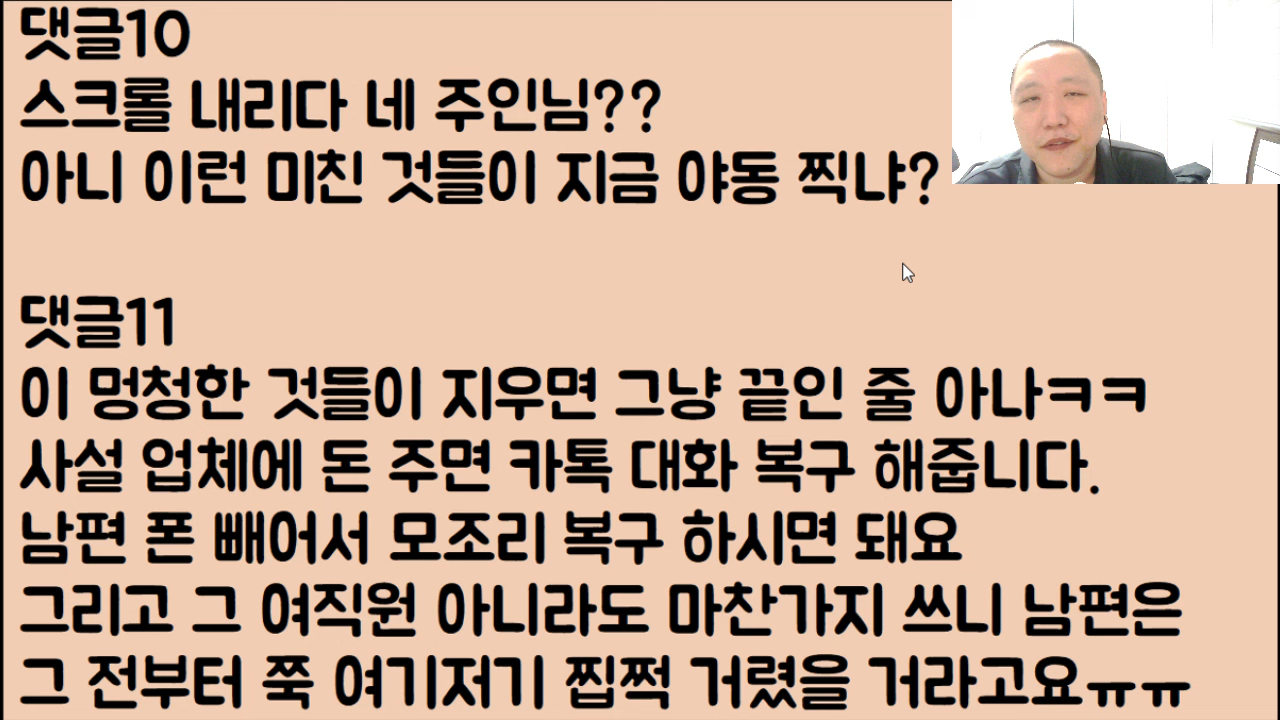 댓글10
스크롤 내리다 네 주인님??
아니 이런 미친 것들이 지금 야동 찍냐?
댓글11
이 멍청한 것들이 지우면 그냥 끝인 줄 아나ㅋㅋ
사설 업체에 돈 주면 카톡 대화 복구 해줍니다.
남편 폰 빼어서 모조리 복구 하시면 돼요
그리고 그 여직원 아니라도 마찬가지 쓰니 남편은
그 전부터 쭉 여기저기 찝쩍 거렸을 거라고요ㅠㅠ